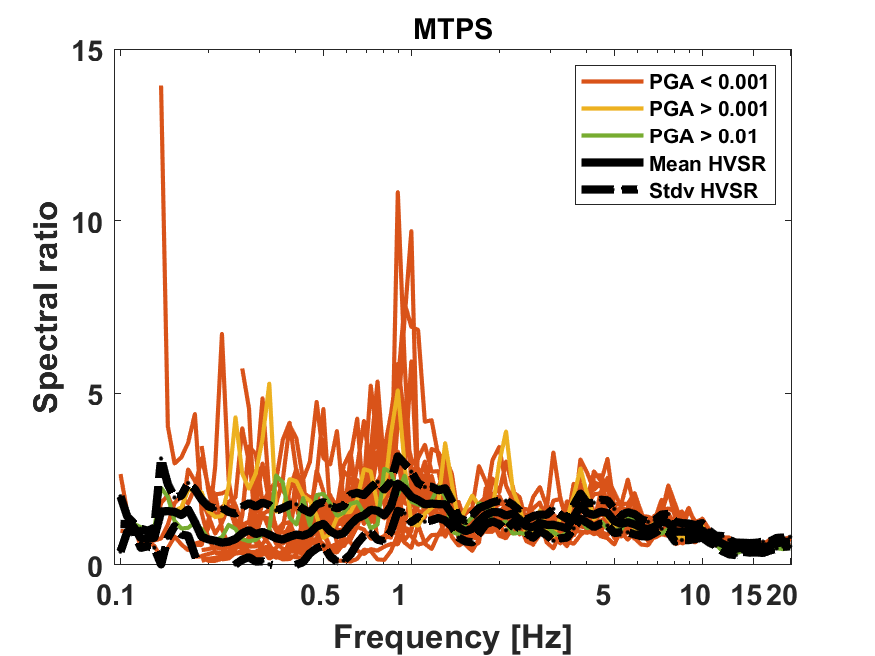 MTPS
15
10
5
0
Spectral ratio
PGA < 0.001
PGA > 0.001
PGA > 0.01
Mean HVSR
Stdv HVSR
0.1 0.5 1 5 10 15 20
Frequency [Hz]